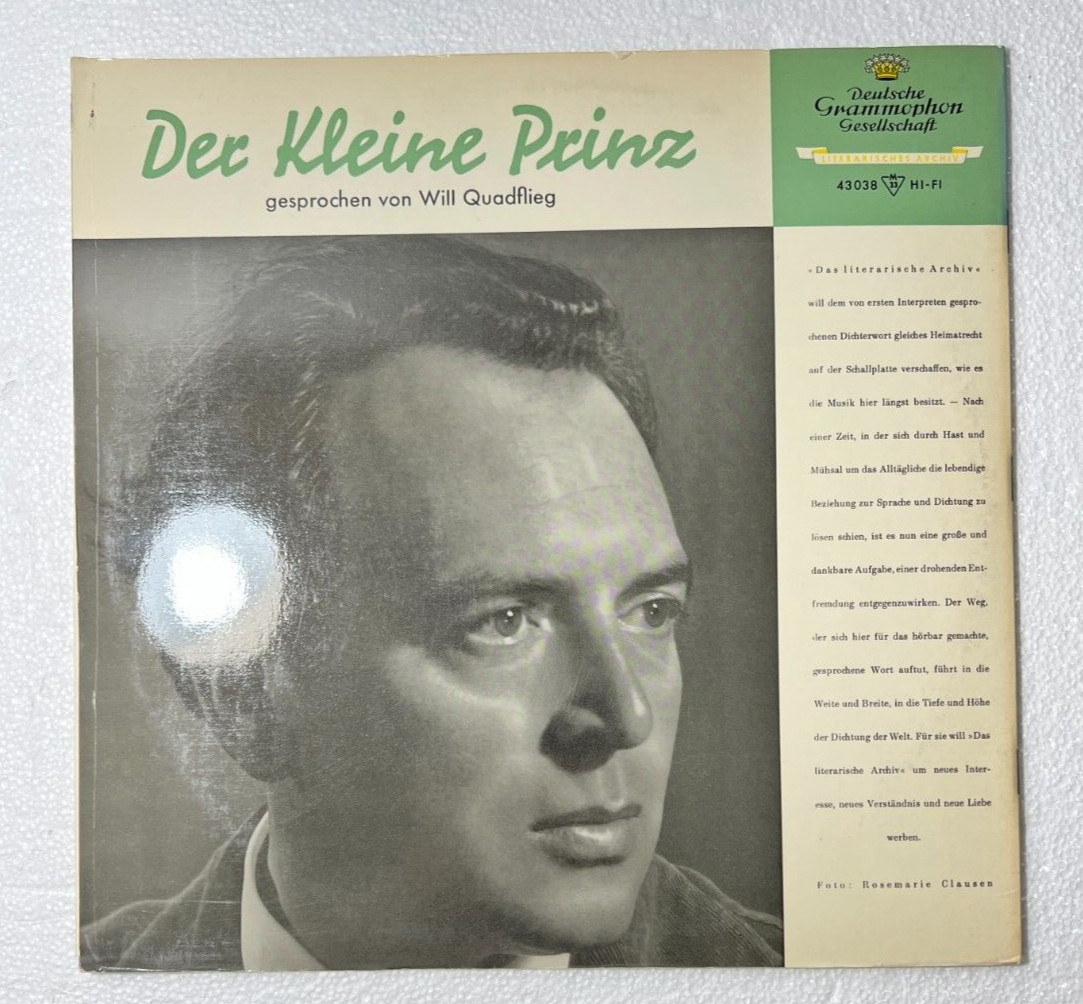 Der Kleine Prinz
gesprochen von Will Quadflieg
Deutsche
Grammophon
Gesellschaft
LITERARISCHES ARCHIV
43038 M 33 HI-FI
»Das literarische Archiv«
will dem von ersten Interpreten gespro-
chenen Dichterwort gleiches Heimatrecht
auf der Schallplatte verschaffen, wie es
die Musik hier längst besitzt. — Nach
einer Zeit, in der sich durch Hast und
Mühsal um das Alltägliche die lebendige
Beziehung zur Sprache und Dichtung zu
lösen schien, ist es nun eine große und
dankbare Aufgabe, einer drohenden Ent-
fremdung entgegenzuwirken. Der Weg,
der sich hier für das hörbar gemachte,
gesprochene Wort auftut, führt in die
Weite und Breite, in die Tiefe und Höhe
der Dichtung der Welt. Für sie will »Das
literarische Archiv« um neues Inter-
esse, neues Verständnis und neue Liebe
werben.
Foto: Rosemarie Clausen